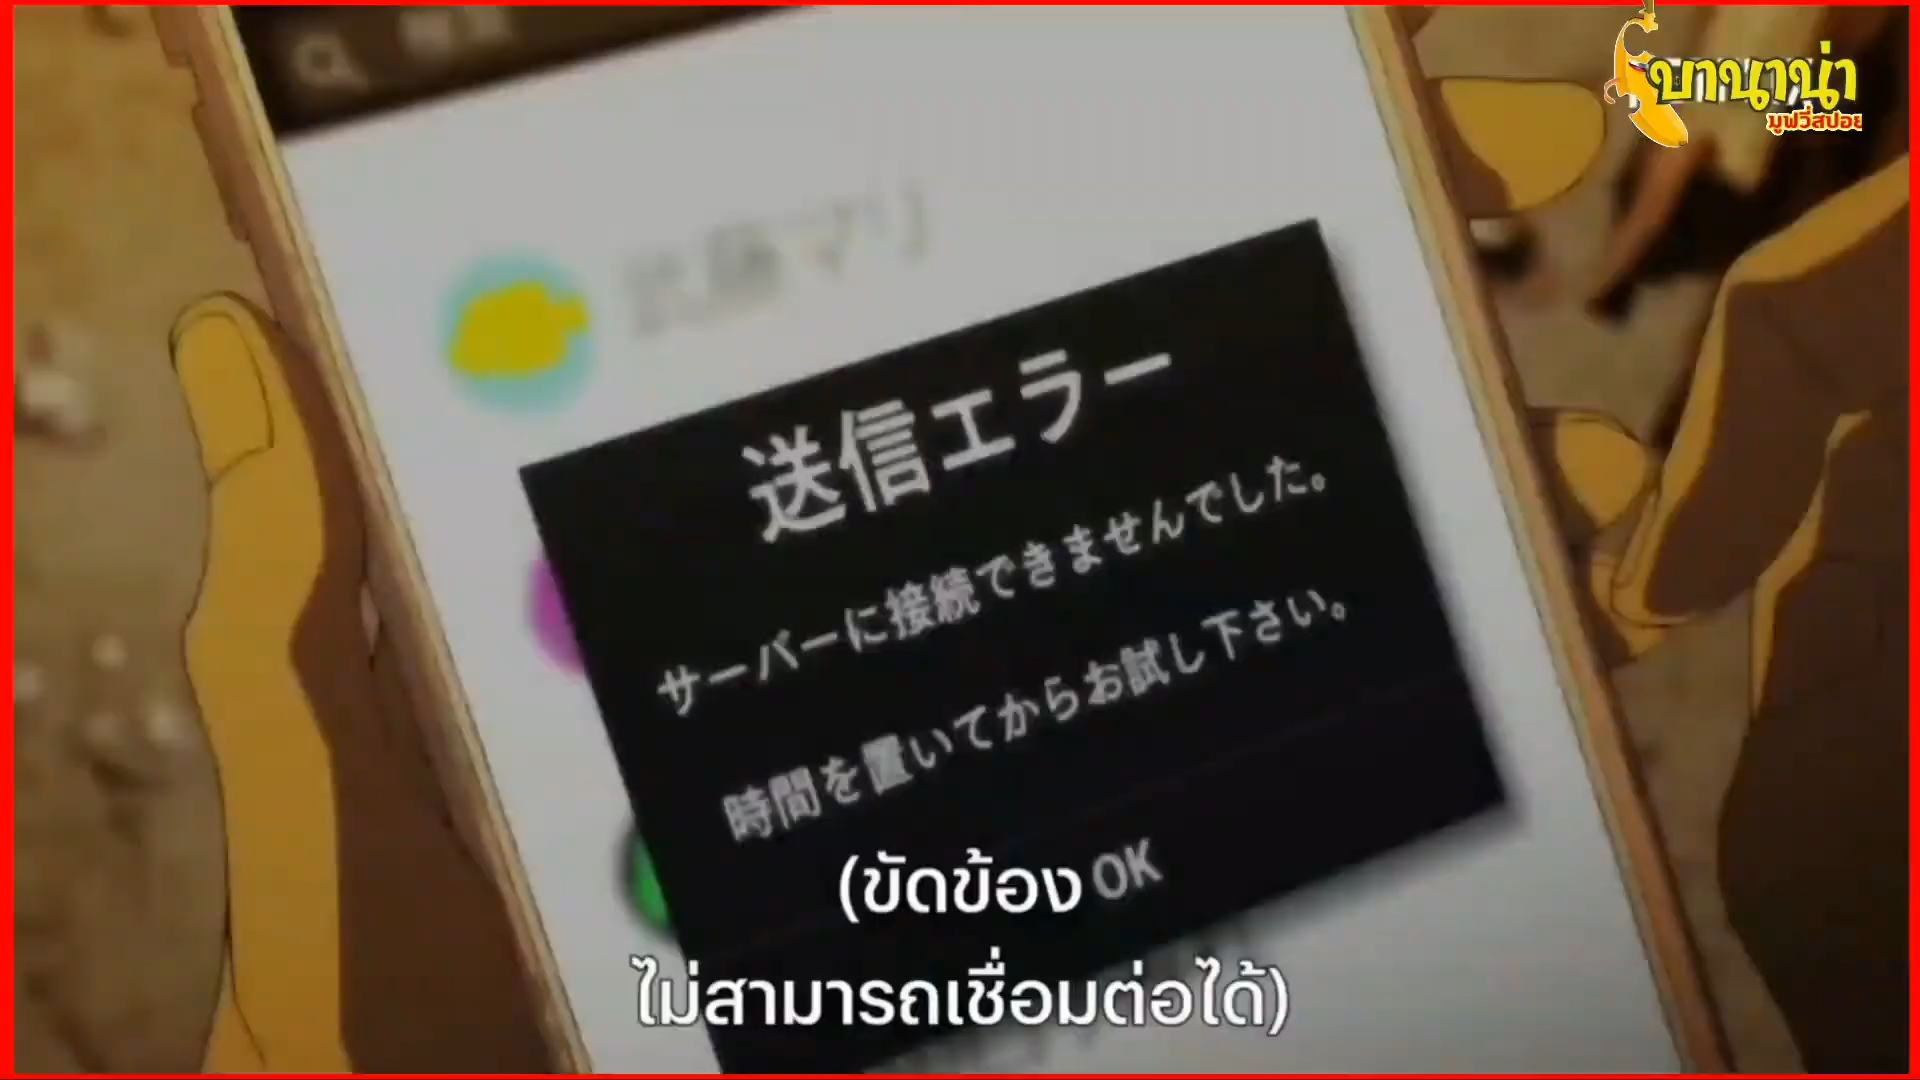 บานาน่า
มูฟวี่สปอย
送信エラー
サーバーに接続できませんでした。
時間を置いてからお試し下さい。
OK
(ขัดข้อง
ไม่สามารถเชื่อมต่อได้)